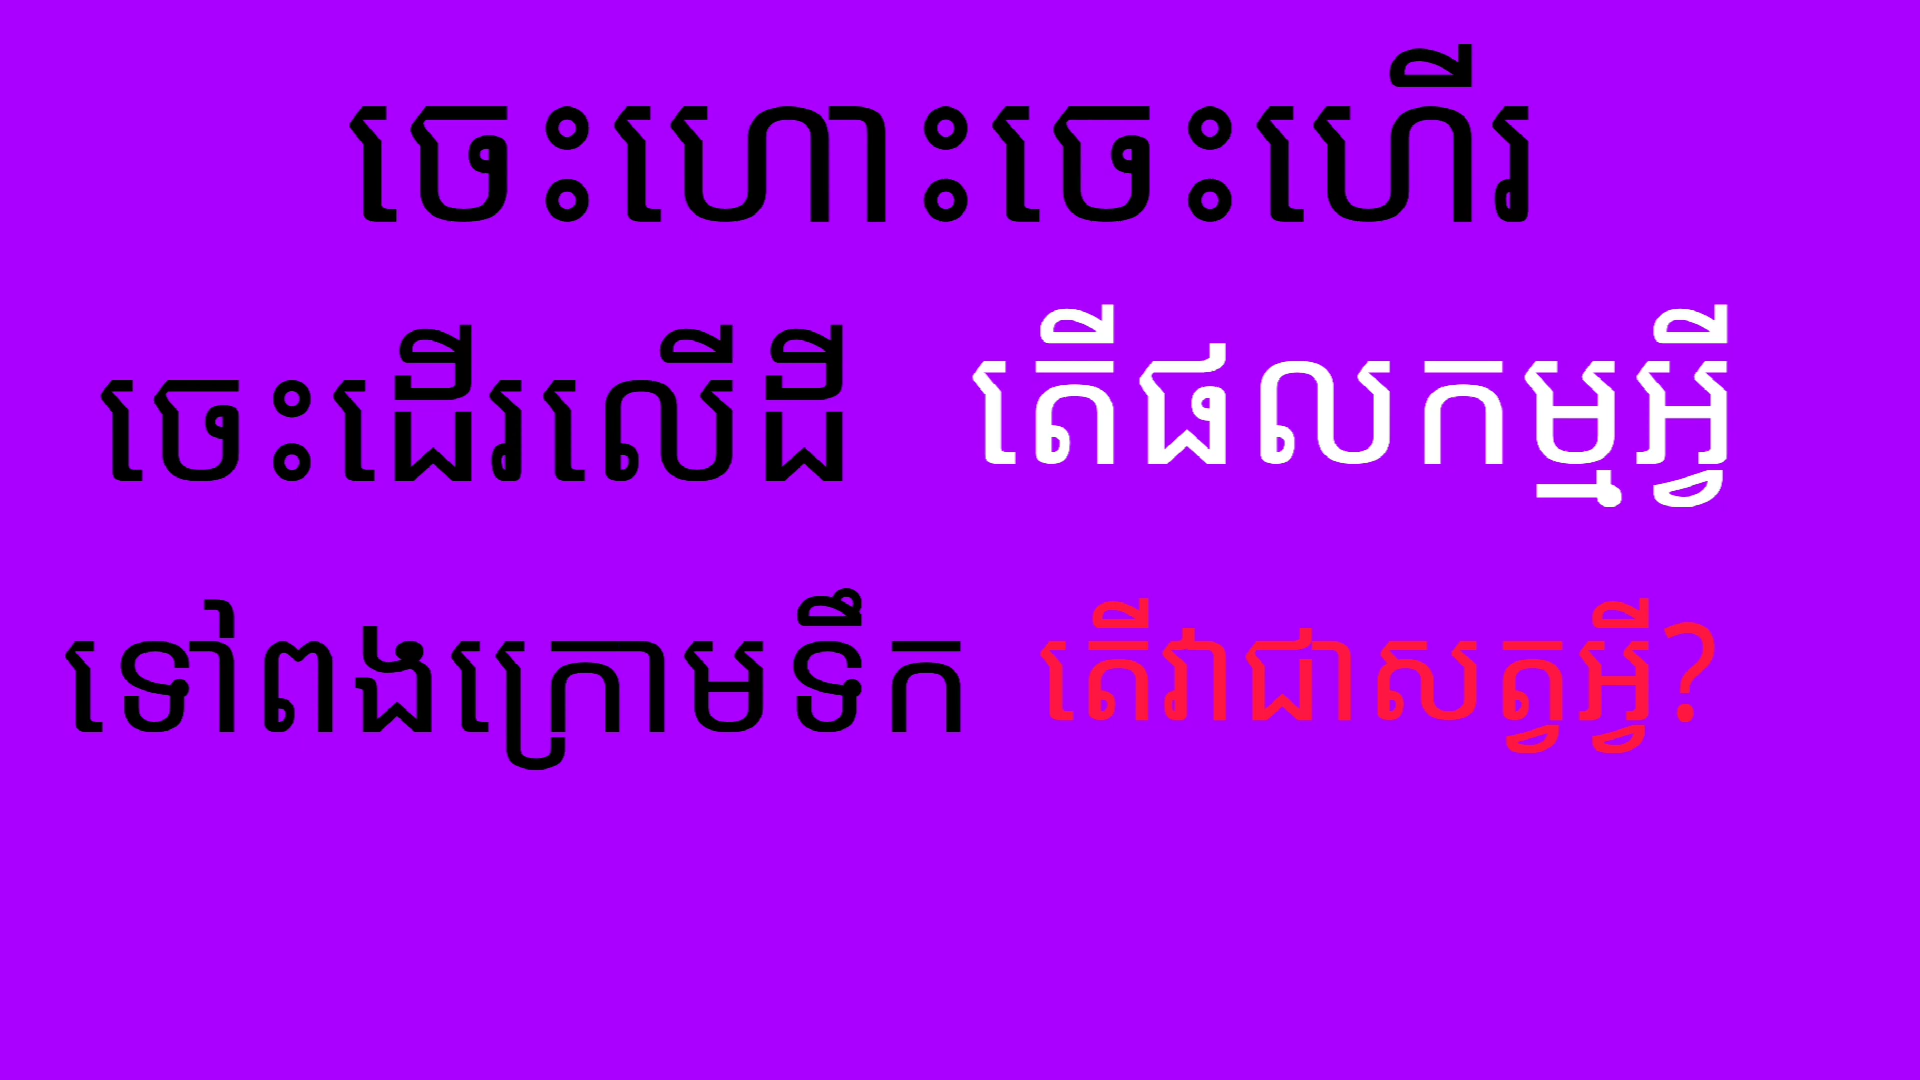 ចេះហោះចេះហើរ
ចេះដើរលើដី តើផលកម្មអ្វី
ទៅពងក្រោមទឹក តើវាជាសត្វអ្វី?